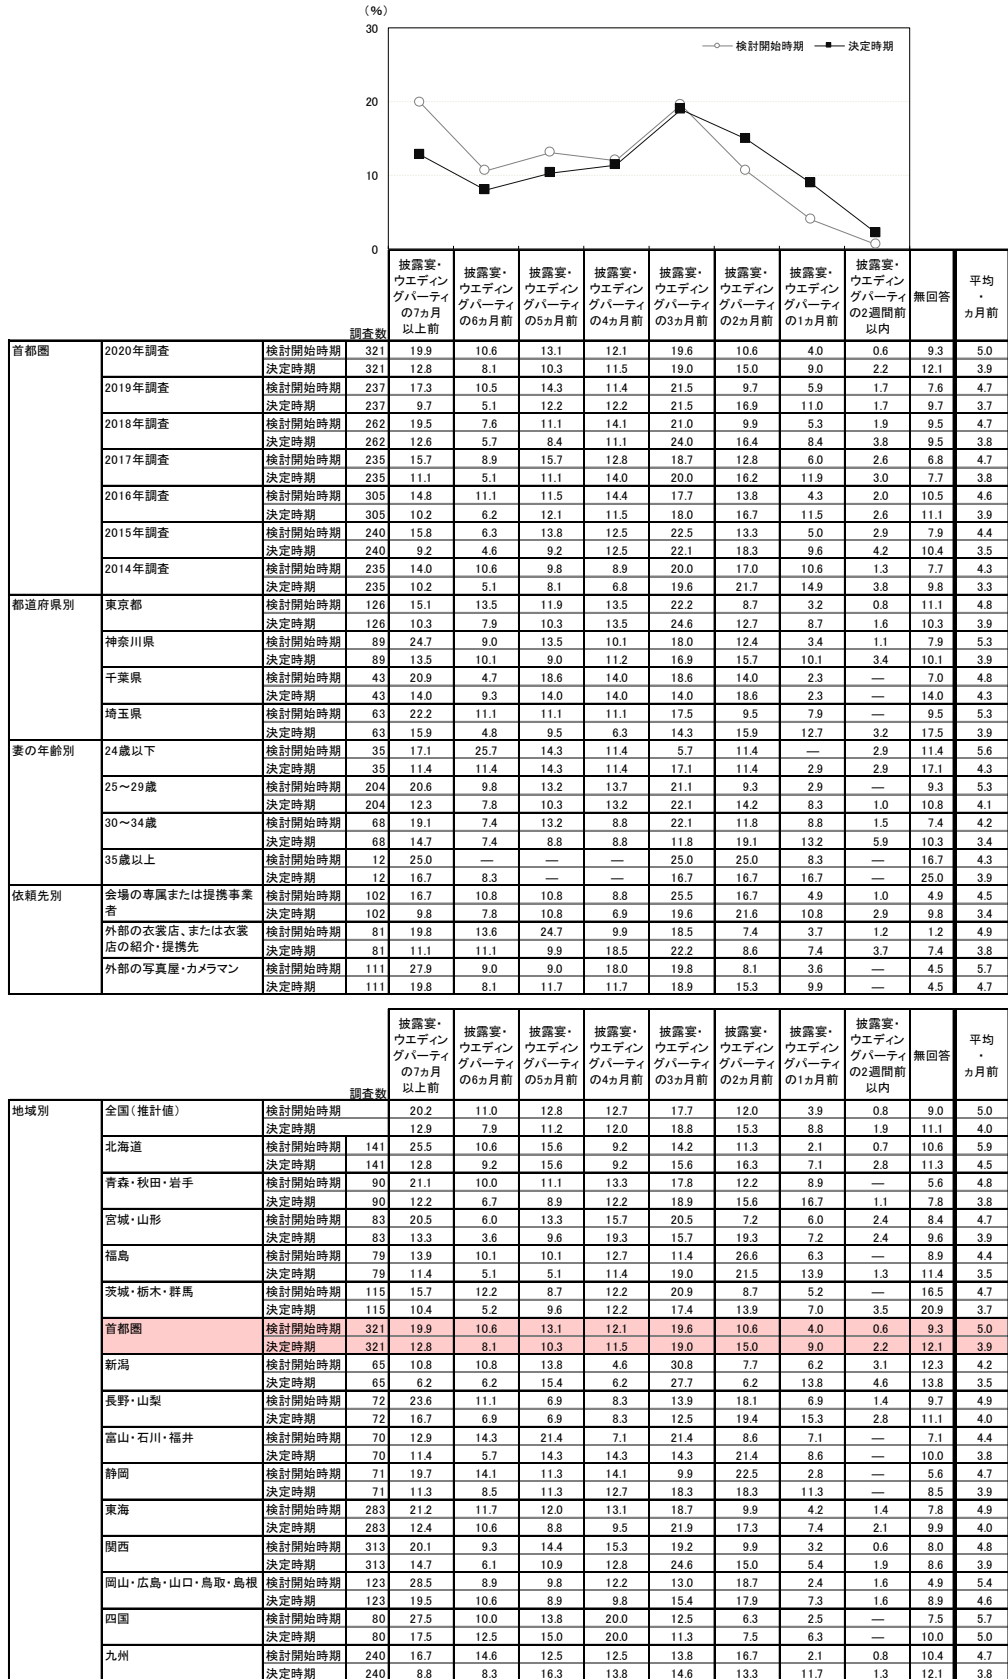 （%）
30
20
10
0
検討開始時期 決定時期
調査数 披露宴・ウエディングパーティの7ヵ月以上前 披露宴・ウエディングパーティの6ヵ月前 披露宴・ウエディングパーティの5ヵ月前 披露宴・ウエディングパーティの4ヵ月前 披露宴・ウエディングパーティの3ヵ月前 披露宴・ウエディングパーティの2ヵ月前 披露宴・ウエディングパーティの1ヵ月前 披露宴・ウエディングパーティの2週間前以内 無回答 平均・ヵ月前
首都圏 2020年調査 検討開始時期 321 19.9 10.6 13.1 12.1 19.6 10.6 4.0 0.6 9.3 5.0
決定時期 321 12.8 8.1 10.3 11.5 19.0 15.0 9.0 2.2 12.1 3.9
2019年調査 検討開始時期 237 17.3 10.5 14.3 11.4 21.5 9.7 5.9 1.7 7.6 4.7
決定時期 237 9.7 5.1 12.2 12.2 21.5 16.9 11.0 1.7 9.7 3.7
2018年調査 検討開始時期 262 19.5 7.6 11.1 14.1 21.0 9.9 5.3 1.9 9.5 4.7
決定時期 262 12.6 5.7 8.4 11.1 24.0 16.4 8.4 3.8 9.5 3.8
2017年調査 検討開始時期 235 15.7 8.9 15.7 12.8 18.7 12.8 6.0 2.6 6.8 4.7
決定時期 235 11.1 5.1 11.1 14.0 20.0 16.2 11.9 3.0 7.7 3.8
2016年調査 検討開始時期 305 14.8 11.1 11.5 14.4 17.7 13.8 4.3 2.0 10.5 4.6
決定時期 305 10.2 6.2 12.1 11.5 18.0 16.7 11.5 2.6 11.1 3.9
2015年調査 検討開始時期 240 15.8 6.3 13.8 12.5 22.5 13.3 5.0 2.9 7.9 4.4
決定時期 240 9.2 4.6 9.2 12.5 22.1 18.3 9.6 4.2 10.4 3.5
2014年調査 検討開始時期 235 14.0 10.6 9.8 8.9 20.0 17.0 10.6 1.3 7.7 4.3
決定時期 235 10.2 5.1 8.1 6.8 19.6 21.7 14.9 3.8 9.8 3.3
都道府県別 東京都 検討開始時期 126 15.1 13.5 11.9 13.5 22.2 8.7 3.2 0.8 11.1 4.8
決定時期 126 10.3 7.9 10.3 13.5 24.6 12.7 8.7 1.6 10.3 3.9
神奈川県 検討開始時期 89 24.7 9.0 13.5 10.1 18.0 12.4 3.4 1.1 7.9 5.3
決定時期 89 13.5 10.1 9.0 11.2 16.9 15.7 10.1 3.4 10.1 3.9
千葉県 検討開始時期 43 20.9 4.7 18.6 14.0 18.6 14.0 2.3 ― 7.0 4.8
決定時期 43 14.0 9.3 14.0 14.0 14.0 18.6 2.3 ― 14.0 4.3
埼玉県 検討開始時期 63 22.2 11.1 11.1 11.1 17.5 9.5 7.9 ― 9.5 5.3
決定時期 63 15.9 4.8 9.5 6.3 14.3 15.9 12.7 3.2 17.5 3.9
妻の年齢別 24歳以下 検討開始時期 35 17.1 25.7 14.3 11.4 5.7 11.4 ― 2.9 11.4 5.6
決定時期 35 11.4 11.4 14.3 11.4 17.1 11.4 2.9 2.9 17.1 4.3
25～29歳 検討開始時期 204 20.6 9.8 13.2 13.7 21.1 9.3 2.9 ― 9.3 5.3
決定時期 204 12.3 7.8 10.3 13.2 22.1 14.2 8.3 1.0 10.8 4.1
30～34歳 検討開始時期 68 19.1 7.4 13.2 8.8 22.1 11.8 8.8 1.5 7.4 4.2
決定時期 68 14.7 7.4 8.8 8.8 11.8 19.1 13.2 5.9 10.3 3.4
35歳以上 検討開始時期 12 25.0 ― ― ― 25.0 25.0 8.3 ― 16.7 4.3
決定時期 12 16.7 8.3 ― ― 16.7 16.7 16.7 ― 25.0 3.9
依頼先別 会場の専属または提携事業者 検討開始時期 102 16.7 10.8 10.8 8.8 25.5 16.7 4.9 1.0 4.9 4.5
決定時期 102 9.8 7.8 10.8 6.9 19.6 21.6 10.8 2.9 9.8 3.4
外部の衣裳店、または衣裳店の紹介・提携先 検討開始時期 81 19.8 13.6 24.7 9.9 18.5 7.4 3.7 1.2 1.2 4.9
決定時期 81 11.1 11.1 9.9 18.5 22.2 8.6 7.4 3.7 7.4 3.8
外部の写真屋・カメラマン 検討開始時期 111 27.9 9.0 9.0 18.0 19.8 8.1 3.6 ― 4.5 5.7
決定時期 111 19.8 8.1 11.7 11.7 18.9 15.3 9.9 ― 4.5 4.7
調査数 披露宴・ウエディングパーティの7ヵ月以上前 披露宴・ウエディングパーティの6ヵ月前 披露宴・ウエディングパーティの5ヵ月前 披露宴・ウエディングパーティの4ヵ月前 披露宴・ウエディングパーティの3ヵ月前 披露宴・ウエディングパーティの2ヵ月前 披露宴・ウエディングパーティの1ヵ月前 披露宴・ウエディングパーティの2週間前以内 無回答 平均・ヵ月前
地域別 全国（推計値） 検討開始時期 20.2 11.0 12.8 12.7 17.7 12.0 3.9 0.8 9.0 5.0
決定時期 12.9 7.9 11.2 12.0 18.8 15.3 8.8 1.9 11.1 4.0
北海道 検討開始時期 141 25.5 10.6 15.6 9.2 14.2 11.3 2.1 0.7 10.6 5.9
決定時期 141 12.8 9.2 15.6 9.2 15.6 16.3 7.1 2.8 11.3 4.5
青森・秋田・岩手 検討開始時期 90 21.1 10.0 11.1 13.3 17.8 12.2 8.9 ― 5.6 4.8
決定時期 90 12.2 6.7 8.9 12.2 18.9 15.6 16.7 1.1 7.8 3.8
宮城・山形 検討開始時期 83 20.5 6.0 13.3 15.7 20.5 7.2 6.0 2.4 8.4 4.7
決定時期 83 13.3 3.6 9.6 19.3 15.7 19.3 7.2 2.4 9.6 3.9
福島 検討開始時期 79 13.9 10.1 10.1 12.7 11.4 26.6 6.3 ― 8.9 4.4
決定時期 79 11.4 5.1 5.1 11.4 19.0 21.5 13.9 1.3 11.4 3.5
茨城・栃木・群馬 検討開始時期 115 15.7 12.2 8.7 12.2 20.9 8.7 5.2 ― 16.5 4.7
決定時期 115 10.4 5.2 9.6 12.2 17.4 13.9 7.0 3.5 20.9 3.7
首都圏 検討開始時期 321 19.9 10.6 13.1 12.1 19.6 10.6 4.0 0.6 9.3 5.0
決定時期 321 12.8 8.1 10.3 11.5 19.0 15.0 9.0 2.2 12.1 3.9
新潟 検討開始時期 65 10.8 10.8 13.8 4.6 30.8 7.7 6.2 3.1 12.3 4.2
決定時期 65 6.2 6.2 15.4 6.2 27.7 6.2 13.8 4.6 13.8 3.5
長野・山梨 検討開始時期 72 23.6 11.1 6.9 8.3 13.9 18.1 6.9 1.4 9.7 4.9
決定時期 72 16.7 6.9 6.9 8.3 12.5 19.4 15.3 2.8 11.1 4.0
富山・石川・福井 検討開始時期 70 12.9 14.3 21.4 7.1 21.4 8.6 7.1 ― 7.1 4.4
決定時期 70 11.4 5.7 14.3 14.3 14.3 21.4 8.6 ― 10.0 3.8
静岡 検討開始時期 71 19.7 14.1 11.3 14.1 9.9 22.5 2.8 ― 5.6 4.7
決定時期 71 11.3 8.5 11.3 12.7 18.3 18.3 11.3 ― 8.5 3.9
東海 検討開始時期 283 21.2 11.7 12.0 13.1 18.7 9.9 4.2 1.4 7.8 4.9
決定時期 283 12.4 10.6 8.8 9.5 21.9 17.3 7.4 2.1 9.9 4.0
関西 検討開始時期 313 20.1 9.3 14.4 15.3 19.2 9.9 3.2 0.6 8.0 4.8
決定時期 313 14.7 6.1 10.9 12.8 24.6 15.0 5.4 1.9 8.6 3.9
岡山・広島・山口・鳥取・島根 検討開始時期 123 28.5 8.9 9.8 12.2 13.0 18.7 2.4 1.6 4.9 5.4
決定時期 123 19.5 10.6 8.9 9.8 15.4 17.9 7.3 1.6 8.9 4.6
四国 検討開始時期 80 27.5 10.0 13.8 20.0 12.5 6.3 2.5 ― 7.5 5.7
決定時期 80 17.5 12.5 15.0 20.0 11.3 7.5 6.3 ― 10.0 5.0
九州 検討開始時期 240 16.7 14.6 12.5 12.5 13.8 16.7 2.1 0.8 10.4 4.7
決定時期 240 8.8 8.3 16.3 13.8 14.6 13.3 11.7 1.3 12.1 3.8